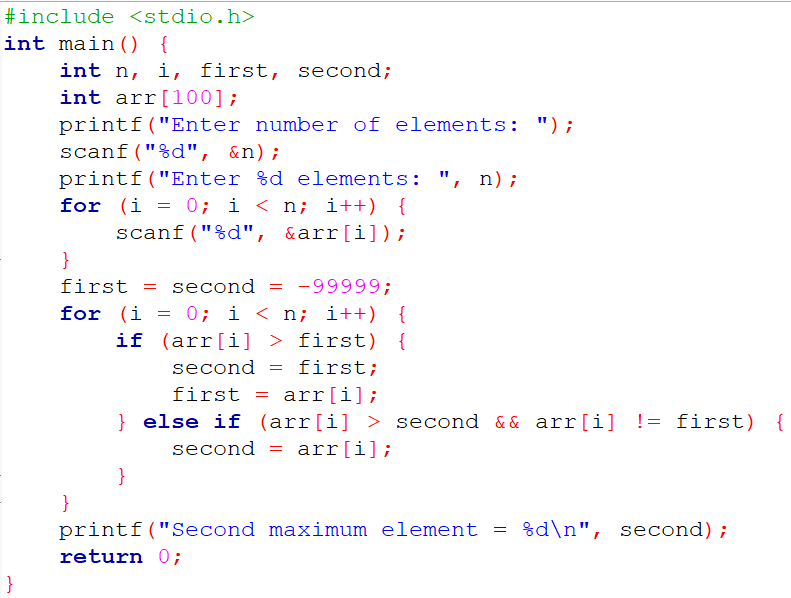 #include <stdio.h>
int main() {
    int n, i, first, second;
    int arr[100];
    printf("Enter number of elements: ");
    scanf("%d", &n);
    printf("Enter %d elements: ", n);
    for (i = 0; i < n; i++) {
        scanf("%d", &arr[i]);
    }
    first = second = -99999;
    for (i = 0; i < n; i++) {
        if (arr[i] > first) {
            second = first;
            first = arr[i];
        } else if (arr[i] > second && arr[i] != first) {
            second = arr[i];
        }
    }
    printf("Second maximum element = %d\n", second);
    return 0;
}